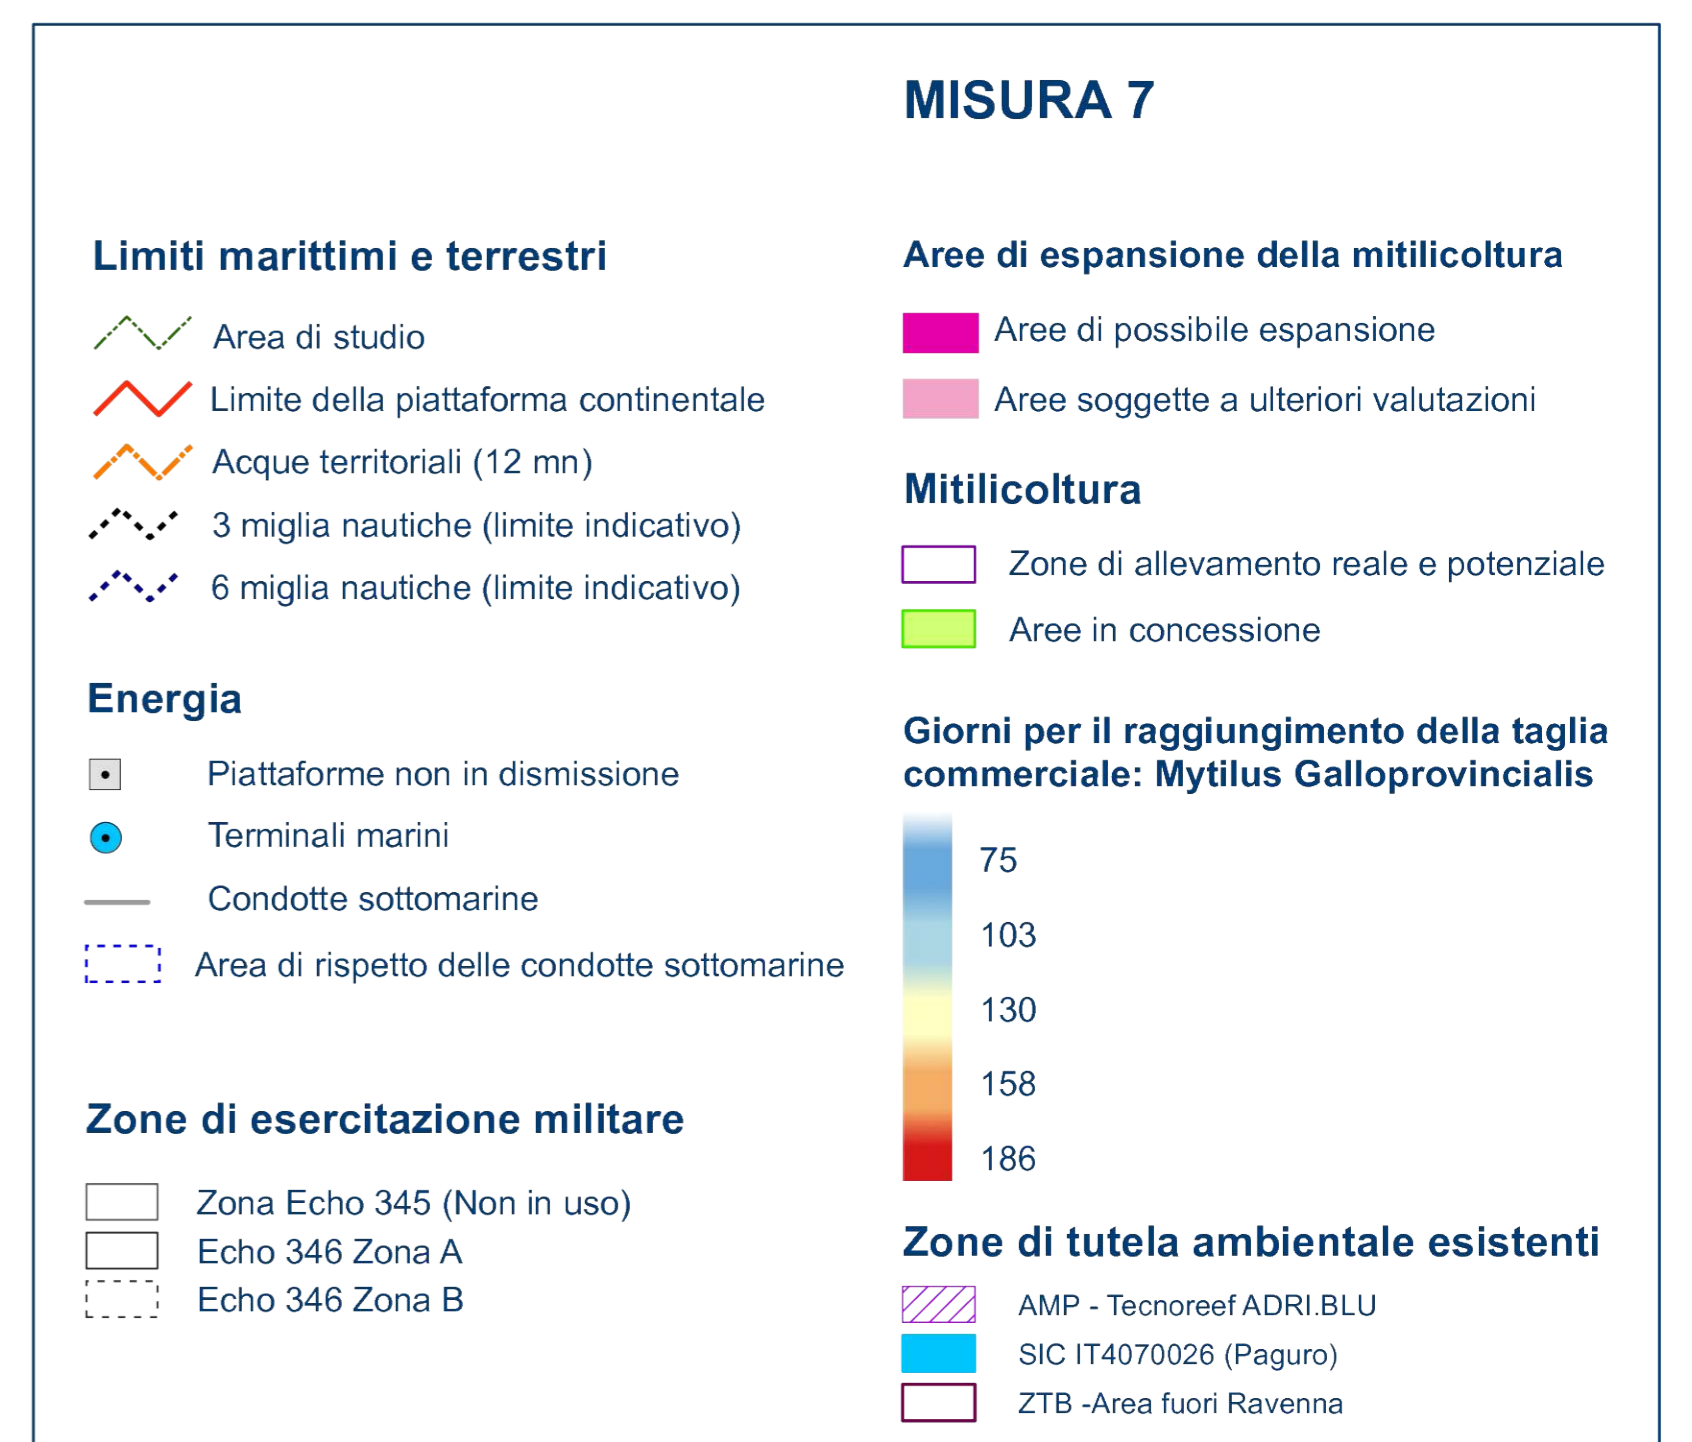 MISURA 7
Limiti marittimi e terrestri
Area di studio
Limite della piattaforma continentale
Acque territoriali (12 mn)
3 miglia nautiche (limite indicativo)
6 miglia nautiche (limite indicativo)
Energia
Piattaforme non in dismissione
Terminali marini
Condotte sottomarine
Area di rispetto delle condotte sottomarine
Zone di esercitazione militare
Zona Echo 345 (Non in uso)
Echo 346 Zona A
Echo 346 Zona B
Aree di espansione della mitilicoltura
Aree di possibile espansione
Aree soggette a ulteriori valutazioni
Mitilicoltura
Zone di allevamento reale e potenziale
Aree in concessione
Giorni per il raggiungimento della taglia
commerciale: Mytilus Galloprovincialis
75
103
130
158
186
Zone di tutela ambientale esistenti
AMP - Tecnoreef ADRI.BLU
SIC IT4070026 (Paguro)
ZTB -Area fuori Ravenna